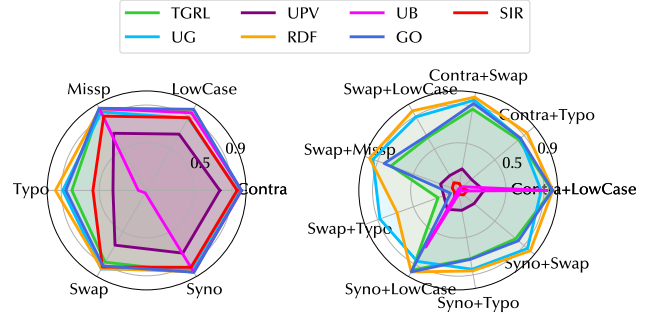 TGRL UPV UB SIR
UG RDF GO
Missp LowCase
0.9
0.5
Typo Contra
Swap Syno
Contra+Swap
Swap+LowCase
Contra+Typo
0.9
Swap+Missp 0.5
Contra+LowCase
Swap+Typo
Syno+Swap
Syno+LowCase
Syno+Typo